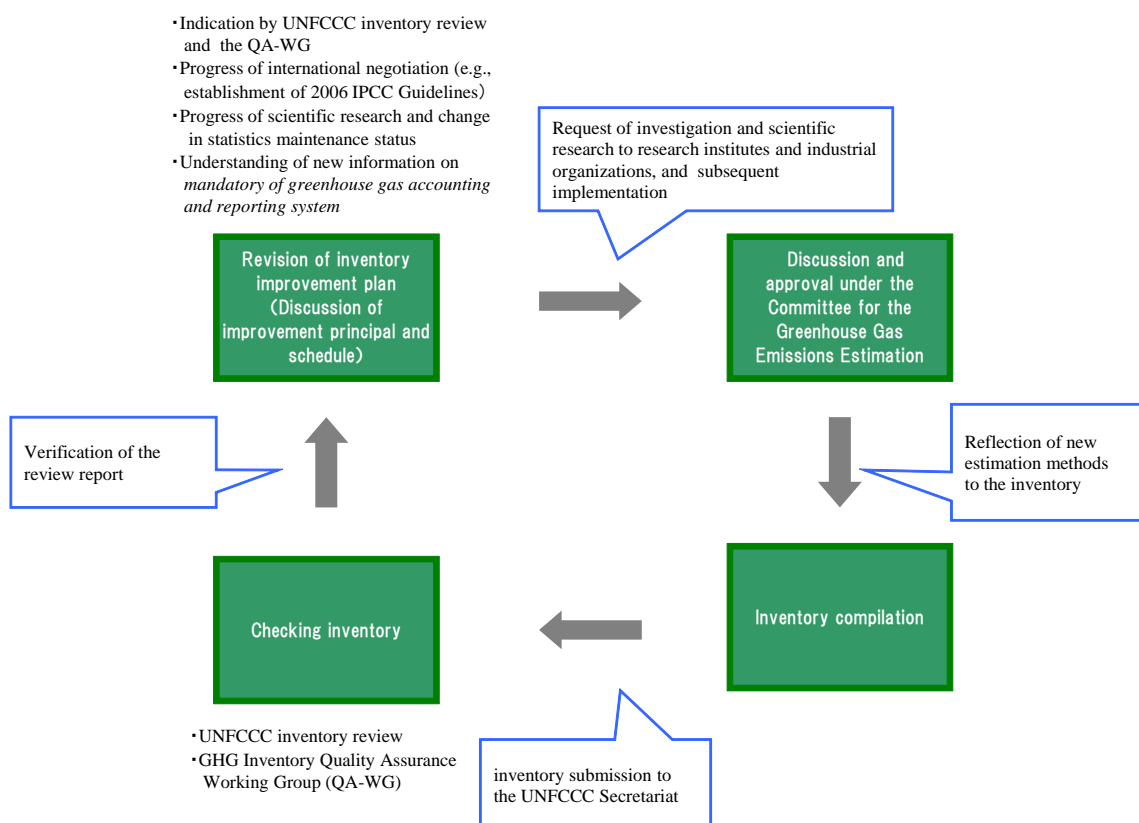 ・Indication by UNFCCC inventory review
and the QA-WG
・Progress of international negotiation (e.g.,
establishment of 2006 IPCC Guidelines）
・Progress of scientific research and change
in statistics maintenance status
・Understanding of new information on
mandatory of greenhouse gas accounting
and reporting system
Request of investigation and scientific
research to research institutes and industrial
organizations, and subsequent
implementation
Revision of inventory
improvement plan
（Discussion of
improvement principal and
schedule）
Discussion and
approval under the
Committee for the
Greenhouse Gas
Emissions Estimation
Verification of the
review report
Reflection of new
estimation methods
to the inventory
Checking inventory
Inventory compilation
・UNFCCC inventory review
・GHG Inventory Quality Assurance
Working Group (QA-WG)
inventory submission to
the UNFCCC Secretariat